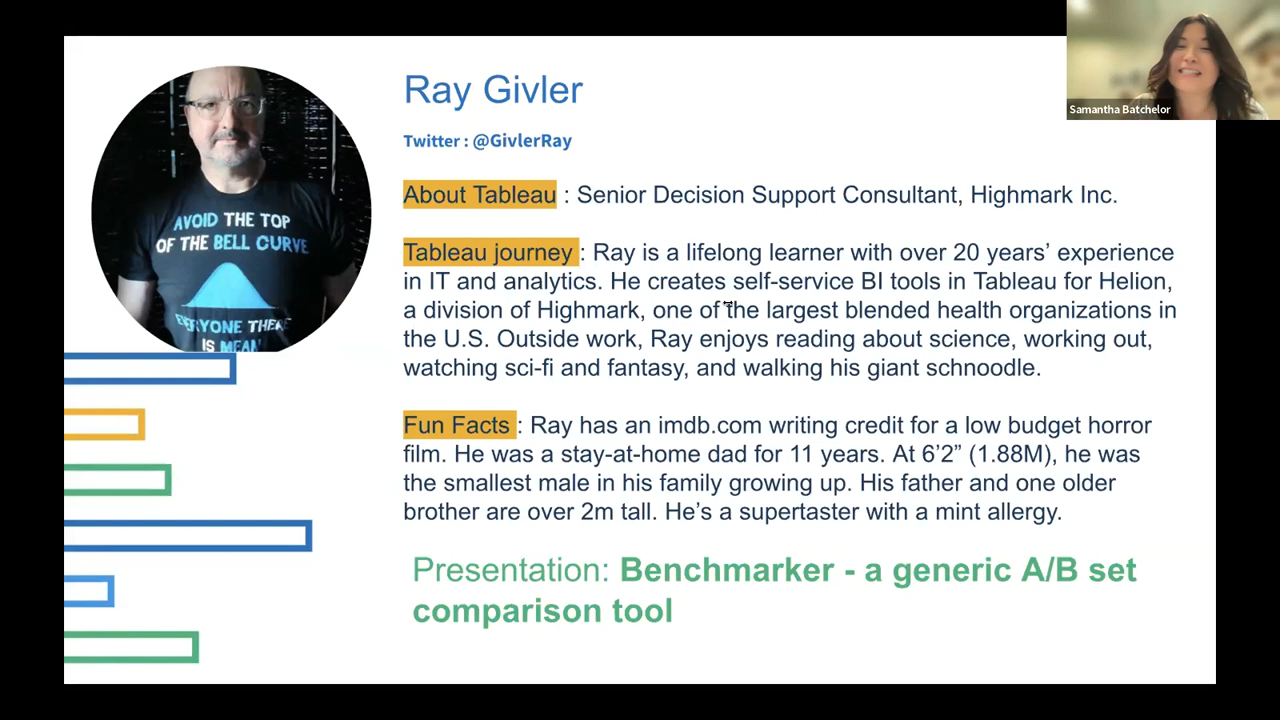 Ray Givler
Samantha Batchelor
Twitter : @GivlerRay
About Tableau : Senior Decision Support Consultant, Highmark Inc.
AVOID THE TOP
OF THE BELL CURVE
EVERYONE THERE
IS MEAN
Tableau journey : Ray is a lifelong learner with over 20 years’ experience
in IT and analytics. He creates self-service BI tools in Tableau for Helion,
a division of Highmark, one of the largest blended health organizations in
the U.S. Outside work, Ray enjoys reading about science, working out,
watching sci-fi and fantasy, and walking his giant schnoodle.
Fun Facts : Ray has an imdb.com writing credit for a low budget horror
film. He was a stay-at-home dad for 11 years. At 6’2” (1.88M), he was
the smallest male in his family growing up. His father and one older
brother are over 2m tall. He’s a supertaster with a mint allergy.
Presentation: Benchmarker - a generic A/B set
comparison tool